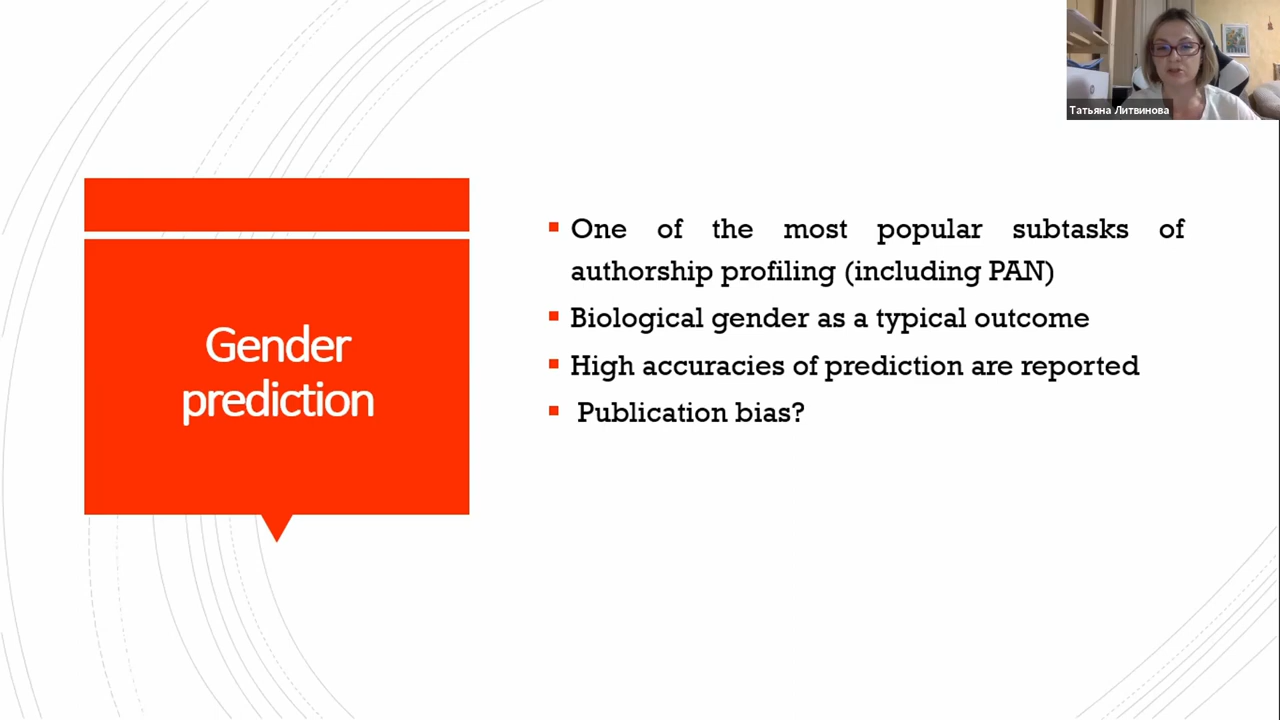 Татьяна Литвинова
Gender
prediction
One of the most popular subtasks of
authorship profiling (including PAN)
Biological gender as a typical outcome
High accuracies of prediction are reported
Publication bias?